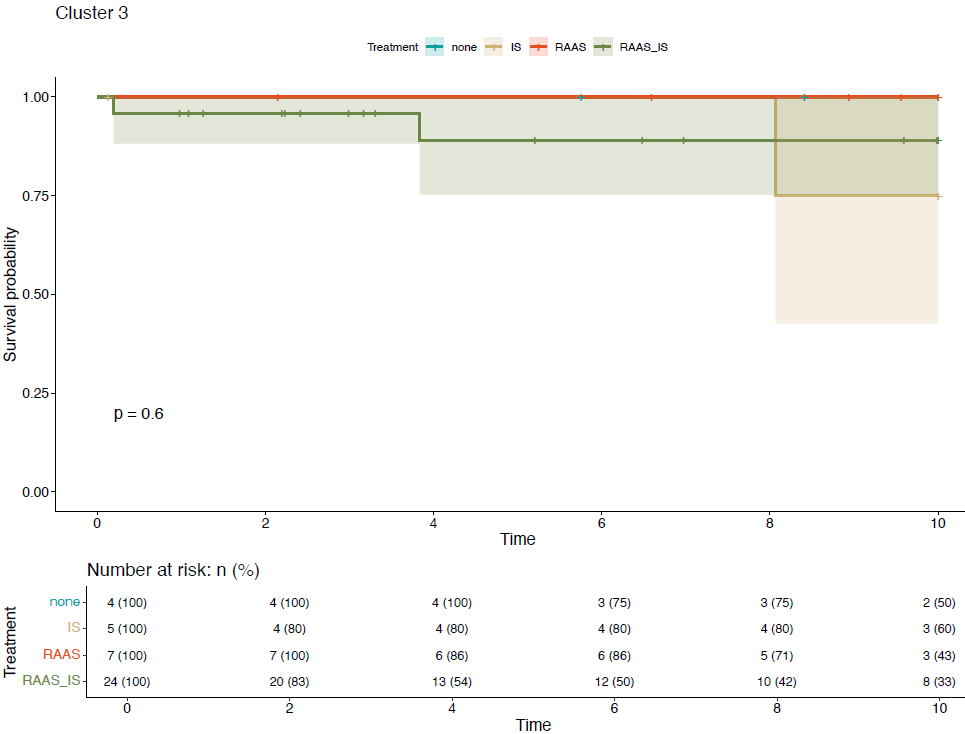 Cluster 3
Treatment none IS RAAS RAAS_IS
1.00
0.75
0.50
0.25
0.00
Survival probability
p = 0.6
0 2 4 6 8 10
Time
Number at risk: n (%)
Treatment
none 4 (100) 4 (100) 4 (100) 3 (75) 3 (75) 2 (50)
IS 5 (100) 4 (80) 4 (80) 4 (80) 4 (80) 3 (60)
RAAS 7 (100) 7 (100) 6 (86) 6 (86) 5 (71) 3 (43)
RAAS_IS 24 (100) 20 (83) 13 (54) 12 (50) 10 (42) 8 (33)
0 2 4 6 8 10
Time